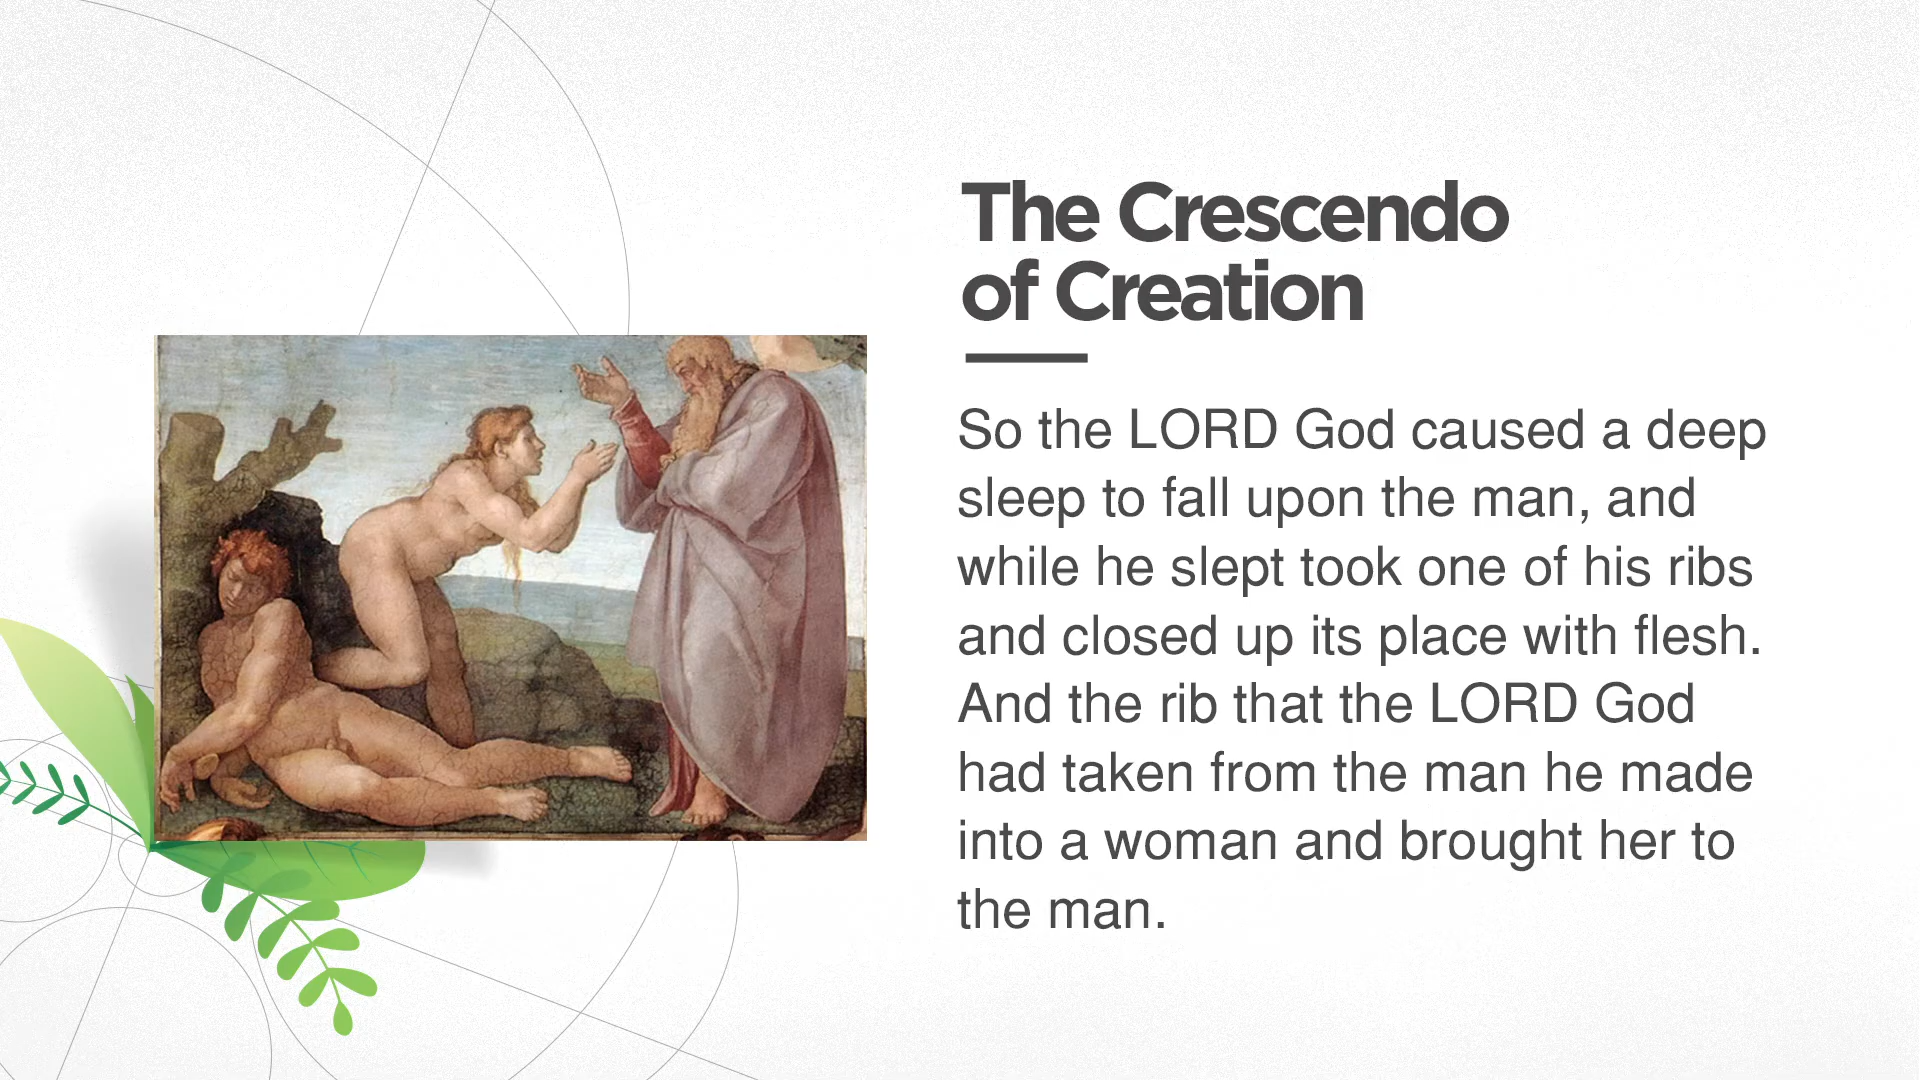 The Crescendo
of Creation
So the LORD God caused a deep
sleep to fall upon the man, and
while he slept took one of his ribs
and closed up its place with flesh.
And the rib that the LORD God
had taken from the man he made
into a woman and brought her to
the man.